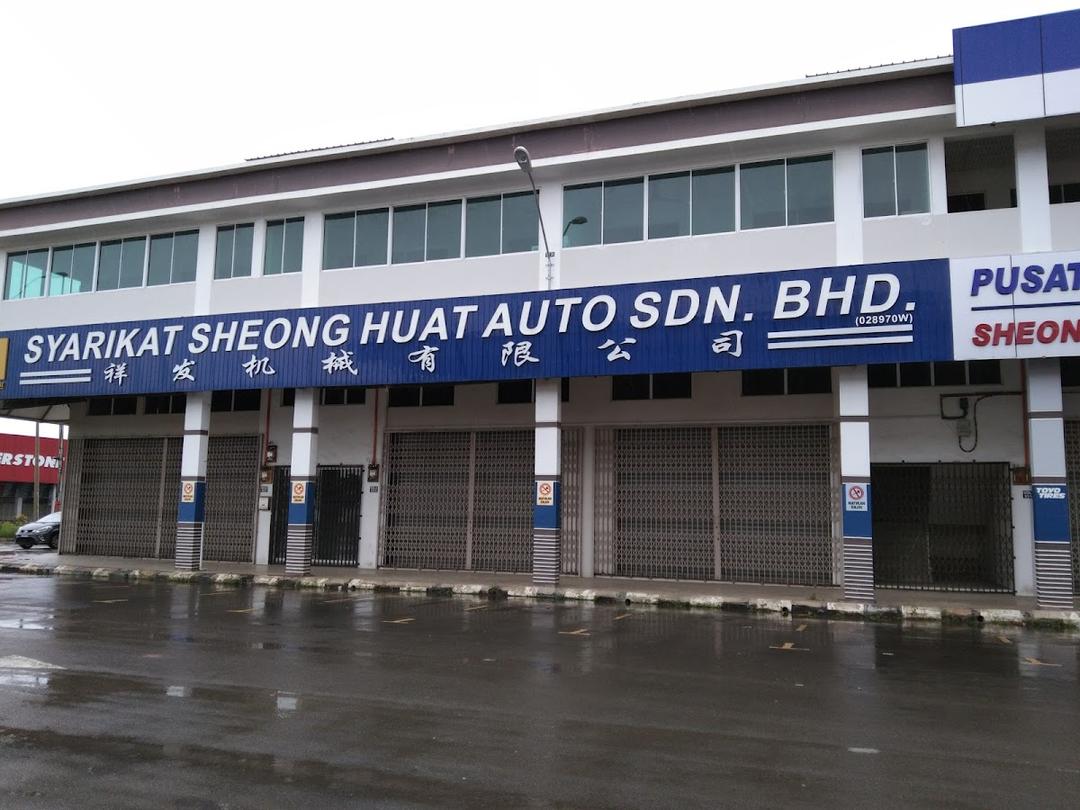 SYARIKAT SHEONG HUAT AUTO SDN. BHD.
(028970W)
祥发机械有限公司
PUSAT
SHEON
ERSTON
TOYO
TIRES